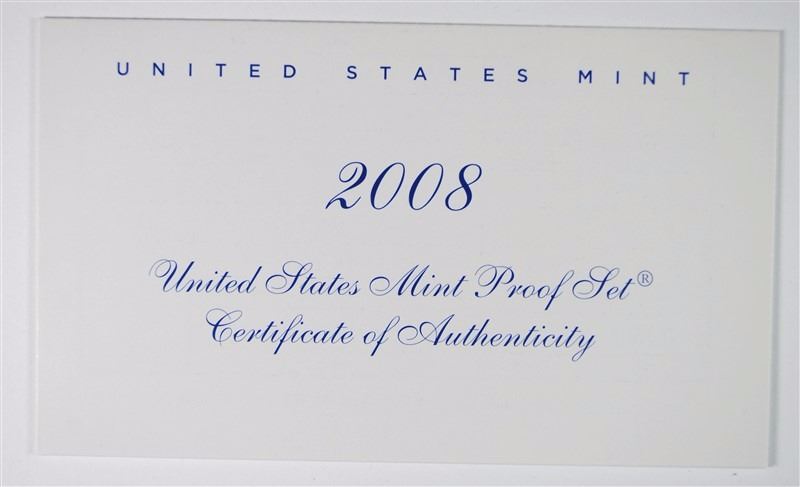 UNITED STATES MINT
2008
United States Mint Proof Set®
Certificate of Authenticity